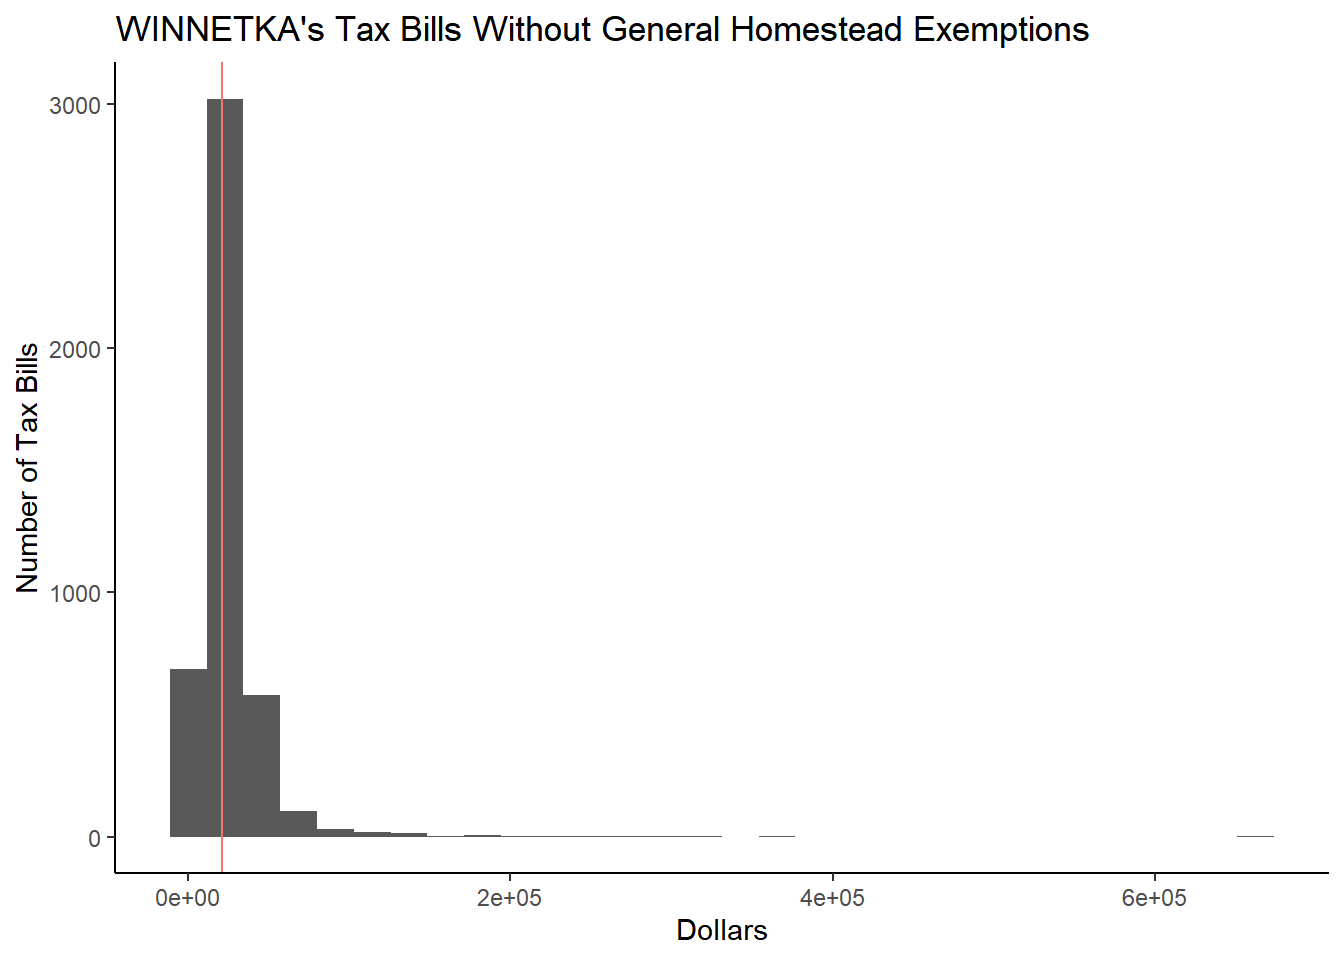 WINNETKA's Tax Bills Without General Homestead Exemptions
3000
2000
1000
0
Number of Tax Bills
0e+00
2e+05
4e+05
6e+05
Dollars